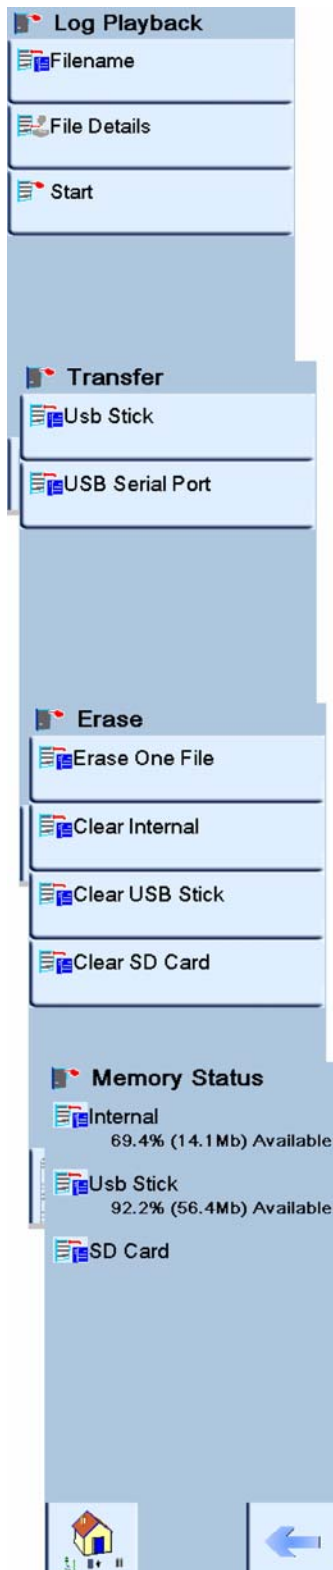 Log Playback
Filename
File Details
Start
Transfer
Usb Stick
USB Serial Port
Erase
Erase One File
Clear Internal
Clear USB Stick
Clear SD Card
Memory Status
Internal
69.4% (14.1Mb) Available
Usb Stick
92.2% (56.4Mb) Available
SD Card